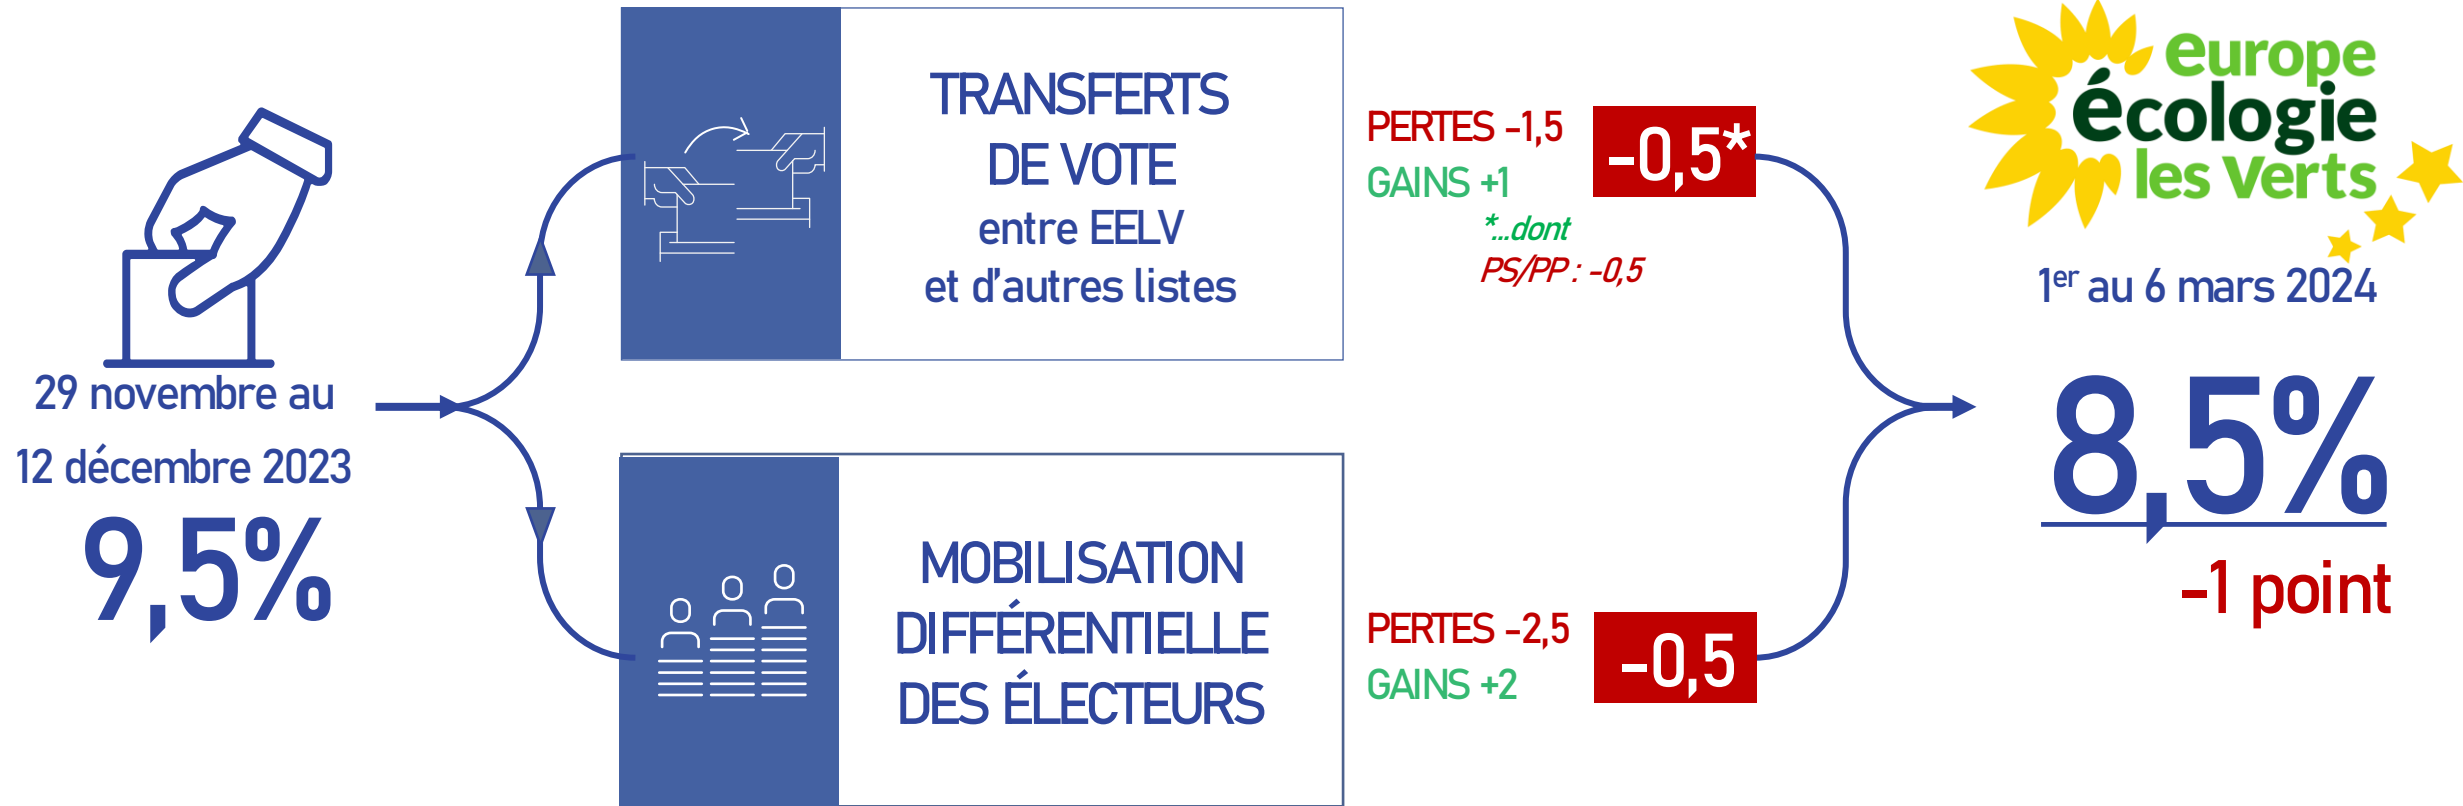 29 novembre au
12 décembre 2023
9,5%
TRANSFERTS
DE VOTE
entre EELV
et d'autres listes
PERTES -1,5
GAINS +1
-0,5*
*...dont
PS/PP : -0,5
MOBILISATION
DIFFÉRENTIELLE
DES ÉLECTEURS
PERTES -2,5
GAINS +2
-0,5
europe
écologie
les verts
1er au 6 mars 2024
8,5%
-1 point